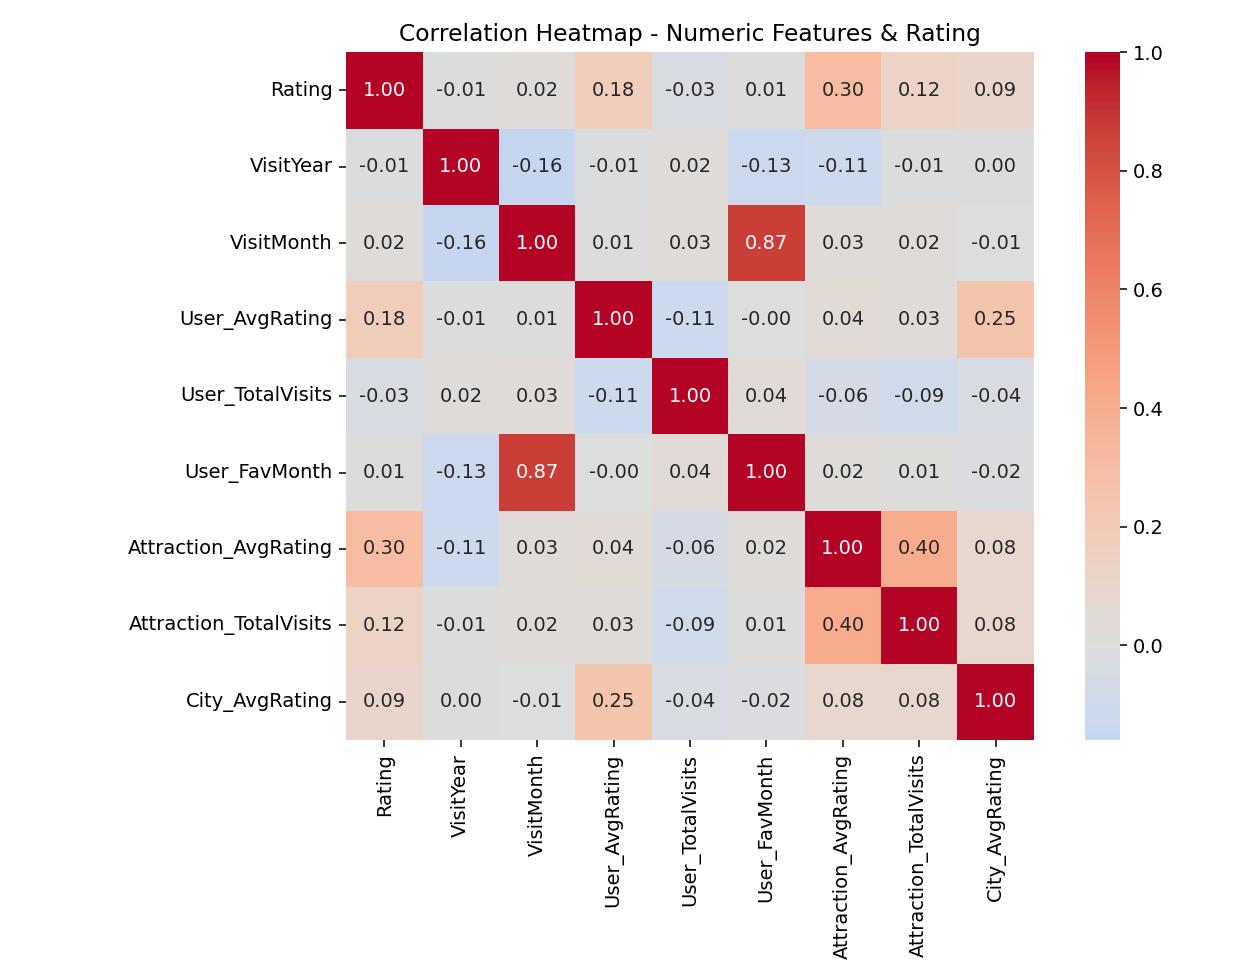 Correlation Heatmap - Numeric Features & Rating
Rating 1.00 -0.01 0.02 0.18 -0.03 0.01 0.30 0.12 0.09
VisitYear -0.01 1.00 -0.16 -0.01 0.02 -0.13 -0.11 -0.01 0.00
VisitMonth 0.02 -0.16 1.00 0.01 0.03 0.87 0.03 0.02 -0.01
User_AvgRating 0.18 -0.01 0.01 1.00 -0.11 -0.00 0.04 0.03 0.25
User_TotalVisits -0.03 0.02 0.03 -0.11 1.00 0.04 -0.06 -0.09 -0.04
User_FavMonth 0.01 -0.13 0.87 -0.00 0.04 1.00 0.02 0.01 -0.02
Attraction_AvgRating 0.30 -0.11 0.03 0.04 -0.06 0.02 1.00 0.40 0.08
Attraction_TotalVisits 0.12 -0.01 0.02 0.03 -0.09 0.01 0.40 1.00 0.08
City_AvgRating 0.09 0.00 -0.01 0.25 -0.04 -0.02 0.08 0.08 1.00
Rating
VisitYear
VisitMonth
User_AvgRating
User_TotalVisits
User_FavMonth
Attraction_AvgRating
Attraction_TotalVisits
City_AvgRating
1.0
0.8
0.6
0.4
0.2
0.0